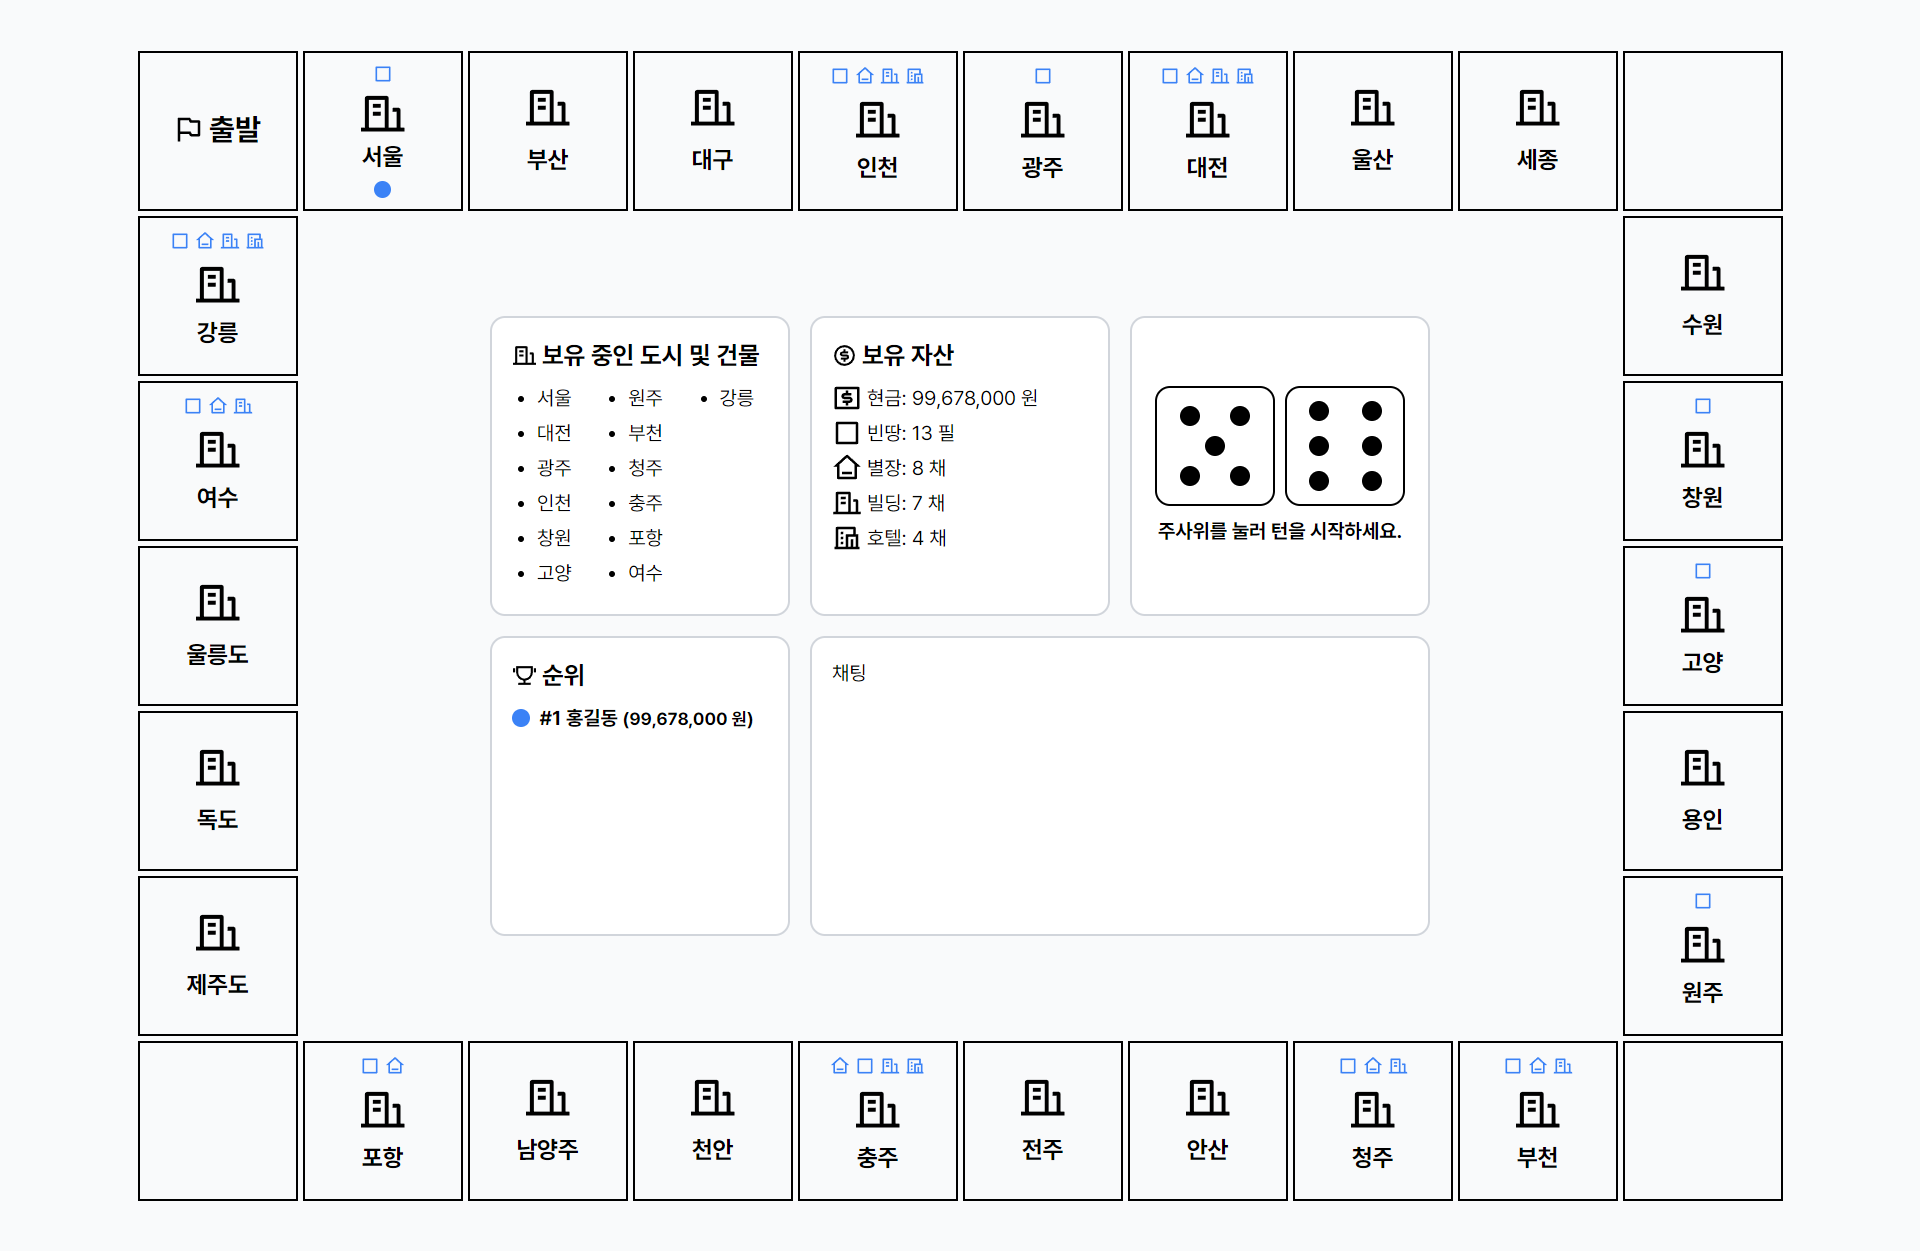 출발
서울
부산
대구
인천
광주
대전
울산
세종
강릉
수원
여수
창원
울릉도
고양
독도
용인
제주도
원주
포항
남양주
천안
충주
전주
안산
청주
부천
보유 중인 도시 및 건물
서울
대전
광주
인천
창원
고양
원주
부천
청주
충주
포항
여수
강릉
보유 자산
현금: 99,678,000 원
빈땅: 13 필
별장: 8 채
빌딩: 7 채
호텔: 4 채
주사위를 눌러 턴을 시작하세요.
순위
#1 홍길동 (99,678,000 원)
채팅